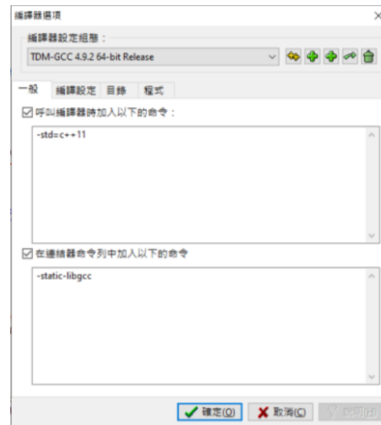 編譯器選項
編譯器設定組態：
TDM-GCC 4.9.2 64-bit Release
一般 編譯設定 目錄 程式
呼叫編譯器時加入以下的命令：
-std=c++11
在連結器命令列中加入以下的命令
-static-libgcc
確定(O) 取消(C)